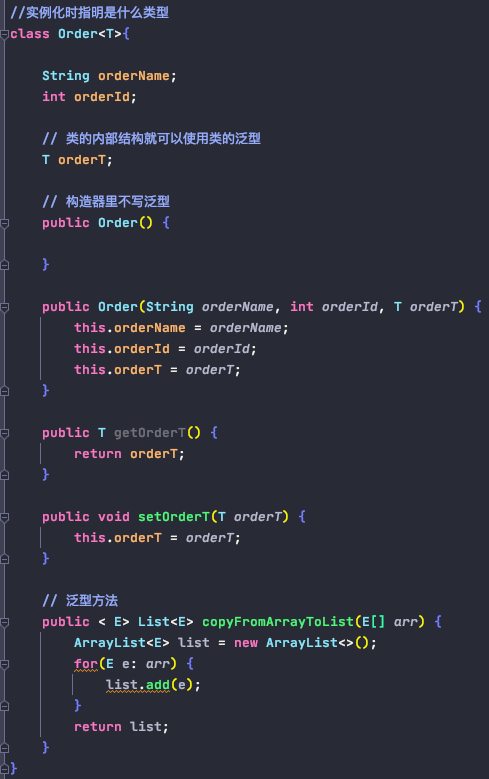 //实例化时指明是什么类型
class Order<T>{
String orderName;
int orderId;
// 类的内部结构就可以使用类的泛型
T orderT;
// 构造器里不写泛型
public Order() {
}
public Order(String orderName, int orderId, T orderT) {
this.orderName = orderName;
this.orderId = orderId;
this.orderT = orderT;
}
public T getOrderT() {
return orderT;
}
public void setOrderT(T orderT) {
this.orderT = orderT;
}
// 泛型方法
public < E> List<E> copyFromArrayToList(E[] arr) {
ArrayList<E> list = new ArrayList<>();
for(E e: arr) {
list.add(e);
}
return list;
}
}